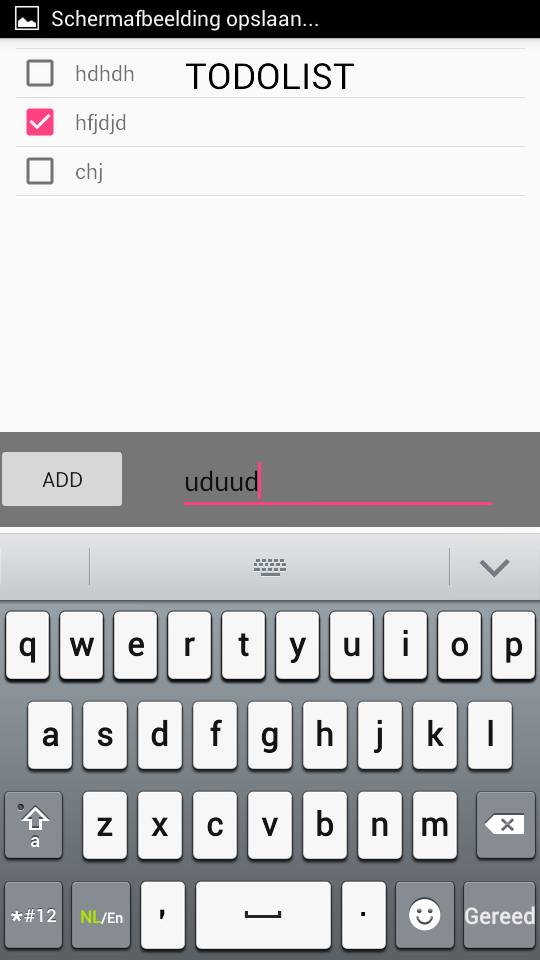 Schermafbeelding opslaan...
hdhdh
TODOLIST
hfjdjd
chj
ADD
uduud
q w e r t y u i o p
a s d f g h j k l
a z x c v b n m
*#12 NL/En ' . Gereed